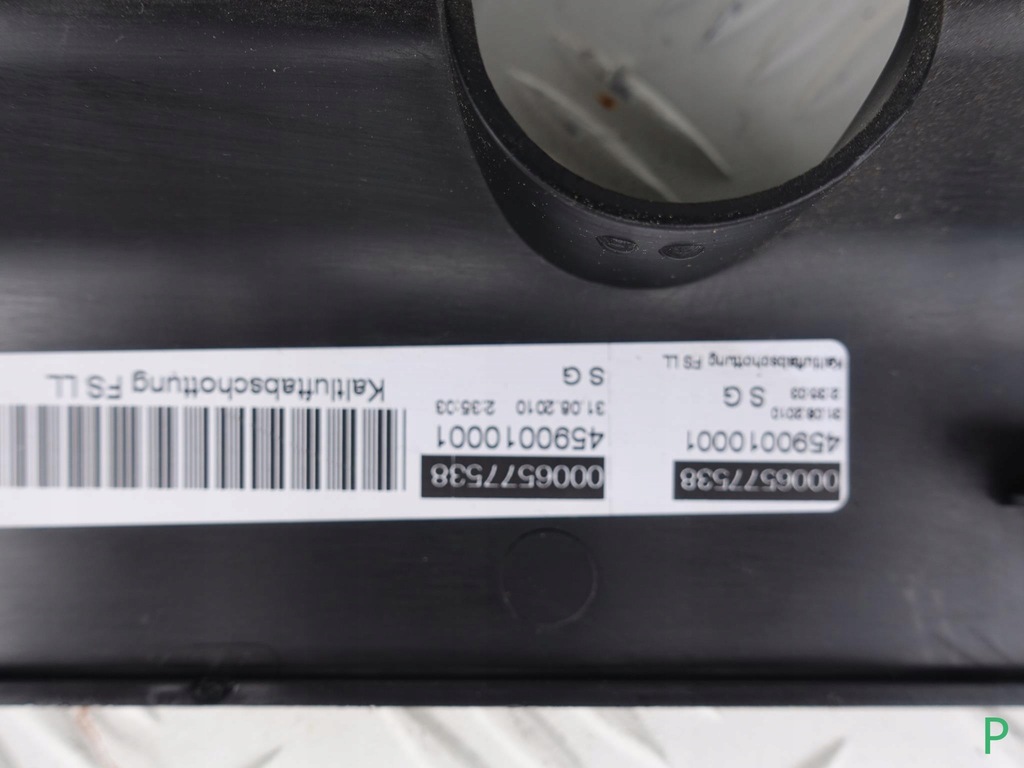 0006577538
4590010001
31.08.2010
2:35:03 S G
Kaltluftabschottung FS LL
0006577538
4590010001
31.08.2010 2:35:03
S G
Kaltluftabschottung FS LL
P